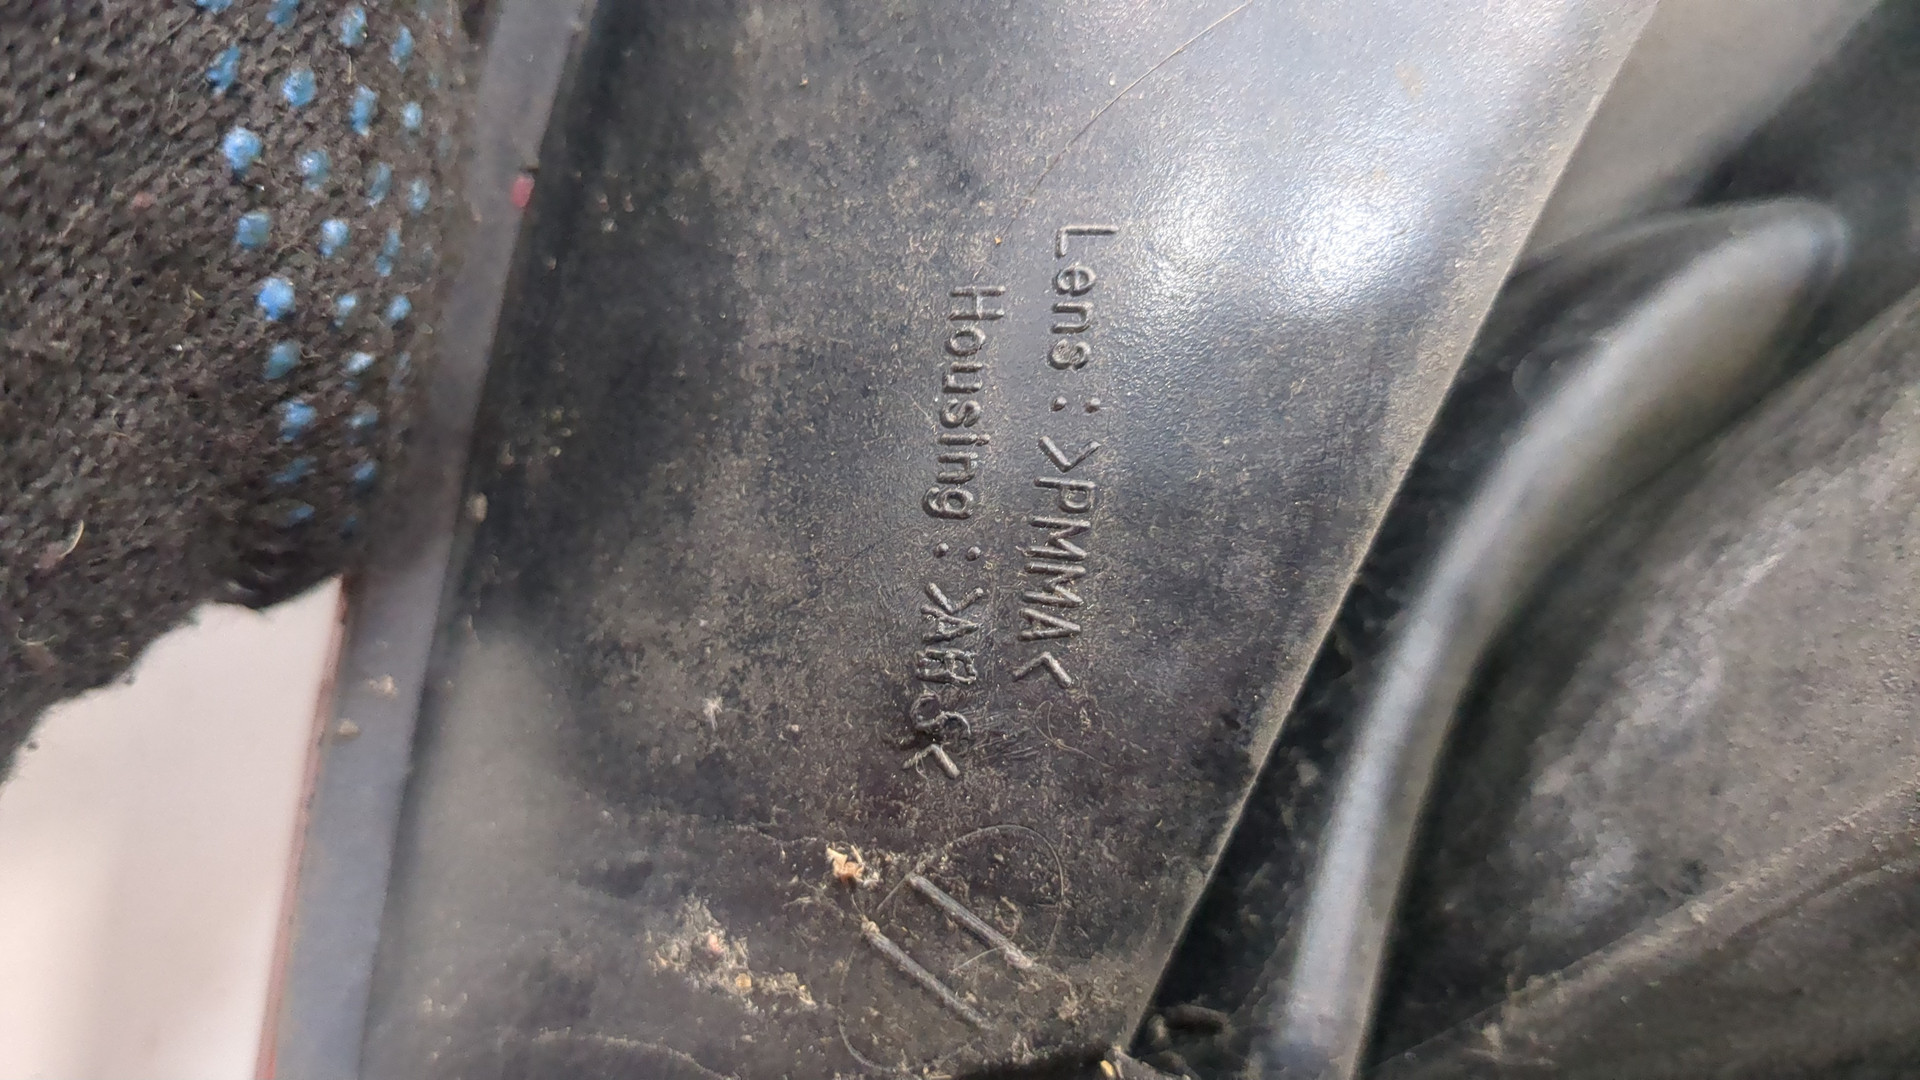 Lens : >PMMA<
Housing : >ABS<